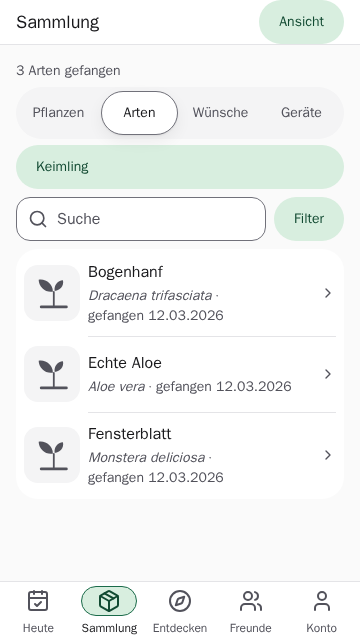 Sammlung
Ansicht
3 Arten gefangen
Pflanzen
Arten
Wünsche
Geräte
Keimling
Suche
Filter
Bogenhanf
Dracaena trifasciata ·
gefangen 12.03.2026
Echte Aloe
Aloe vera · gefangen 12.03.2026
Fensterblatt
Monstera deliciosa ·
gefangen 12.03.2026
Heute
Sammlung
Entdecken
Freunde
Konto